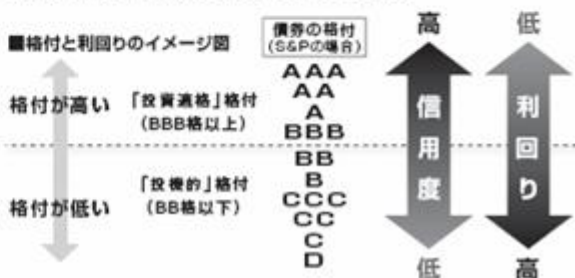 ■格付と利回りのイメージ図
債券の格付
(S&Pの場合)
高
低
格付が高い
「投資適格」格付
(BBB格以上)
AAA
AA
A
BBB
格付が低い
「投機的」格付
(BB格以下)
BB
B
CCC
CC
C
D
信用度
利回り
低
高